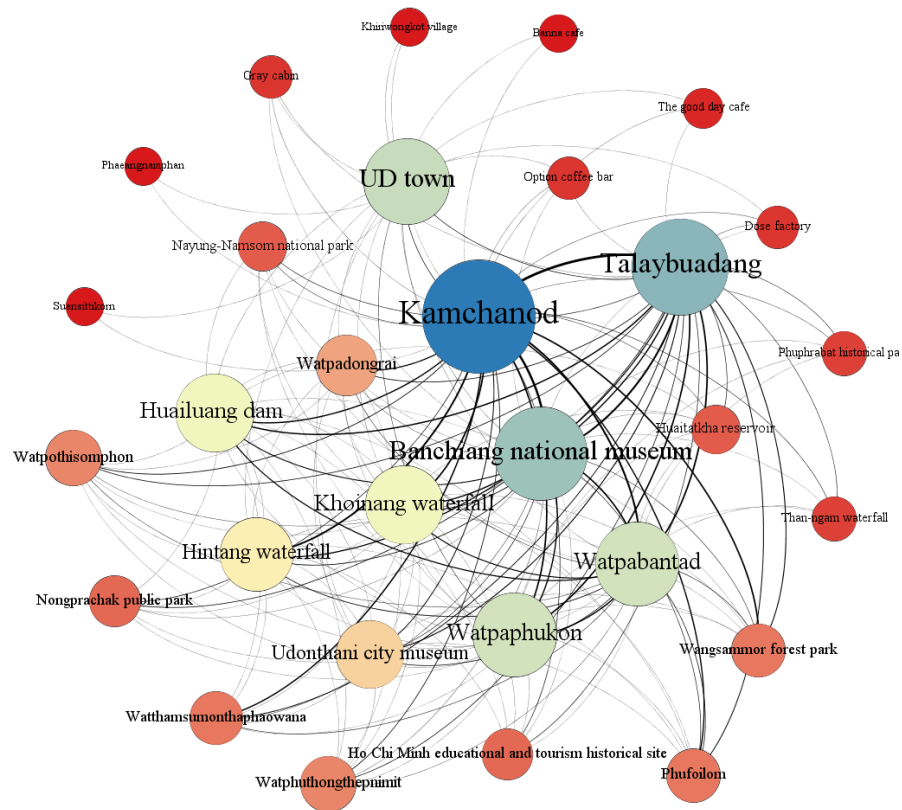 Khiriwongkot village
Banna cafe
Gray cabin
The good day cafe
Phaeangnamphan
UD town
Option coffee bar
Dose factory
Nayung-Namsom national park
Talaybuadang
Suansittikom
Kamchanod
Phuphrabat historical pa
Watpadongrai
Huailuang dam
Huaitatkha reservoir
Banchiang national museum
Watpothisomphon
Khoinang waterfall
Than-ngam waterfall
Hintang waterfall
Watpabantad
Nongprachak public park
Watpaphukon
Udonthani city museum
Wangsammor forest park
Watthamsumonthaphaowana
Ho Chi Minh educational and tourism historical site
Phufoilom
Watphuthongthepnimit